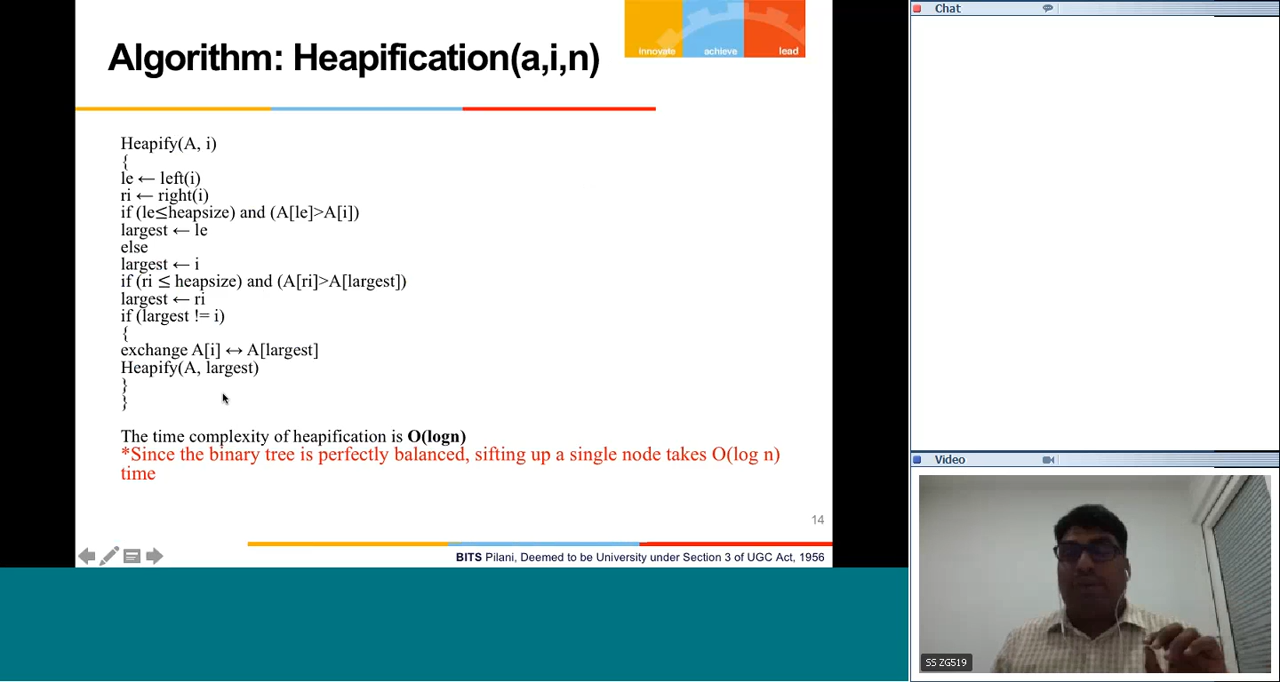 Algorithm: Heapification(a,i,n)
innovate achieve lead
Heapify(A, i)
{
le ← left(i)
ri ← right(i)
if (le≤heapsize) and (A[le]>A[i])
largest ← le
else
largest ← i
if (ri ≤ heapsize) and (A[ri]>A[largest])
largest ← ri
if (largest != i)
{
exchange A[i] ↔ A[largest]
Heapify(A, largest)
}
}
The time complexity of heapification is O(logn)
*Since the binary tree is perfectly balanced, sifting up a single node takes O(log n)
time
14
BITS Pilani, Deemed to be University under Section 3 of UGC Act, 1956
Chat
Video
SS ZG519